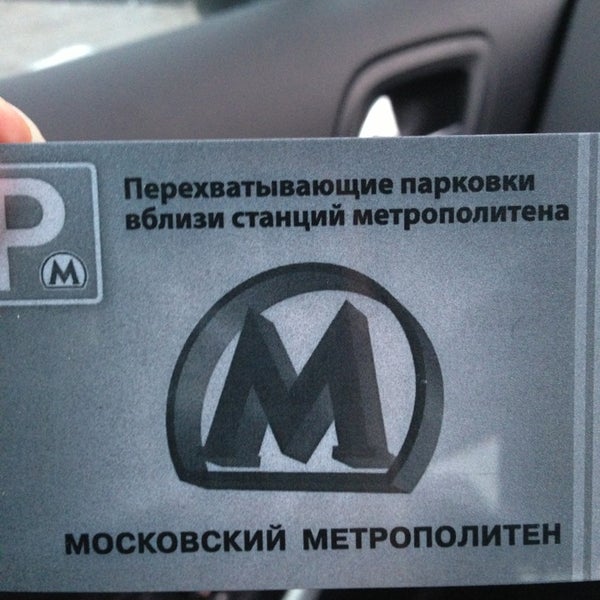 Перехватывающие парковки
вблизи станций метрополитена
P
М
М
МОСКОВСКИЙ МЕТРОПОЛИТЕН